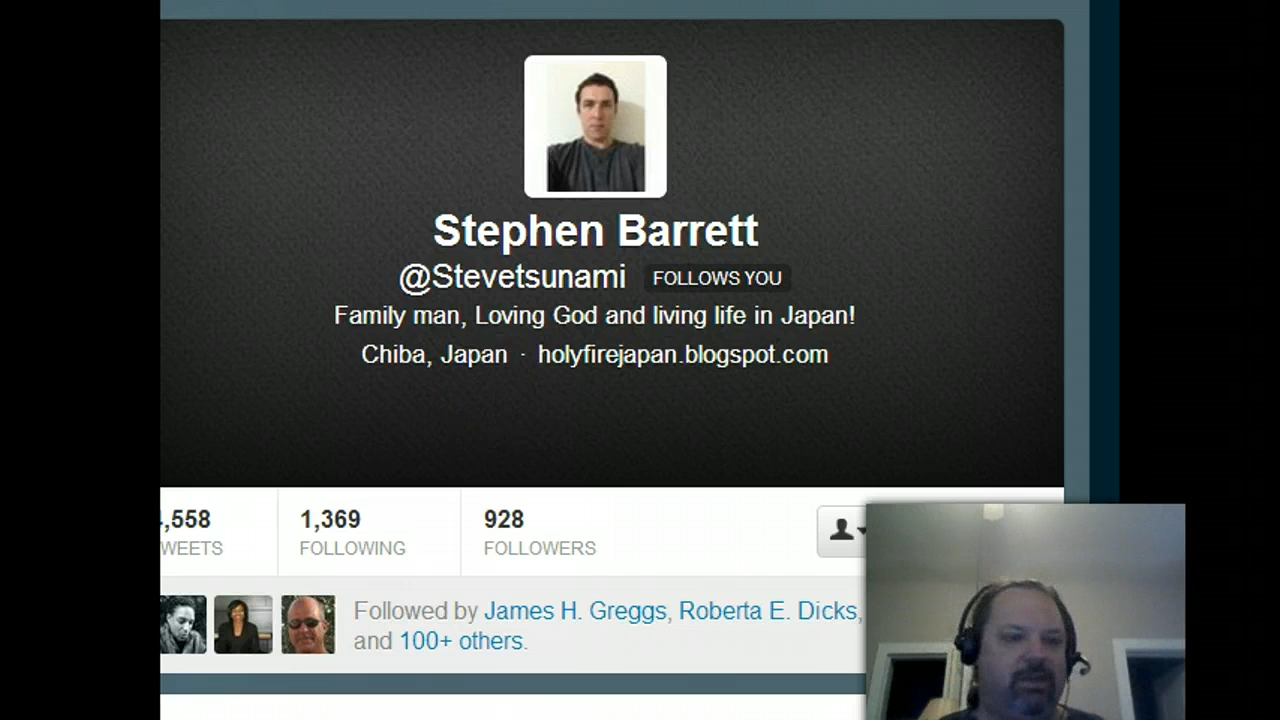 Stephen Barrett
@Stevetsunami FOLLOWS YOU
Family man, Loving God and living life in Japan!
Chiba, Japan · holyfirejapan.blogspot.com
,558 1,369 928
WEETS FOLLOWING FOLLOWERS
Followed by James H. Greggs, Roberta E. Dicks,
and 100+ others.